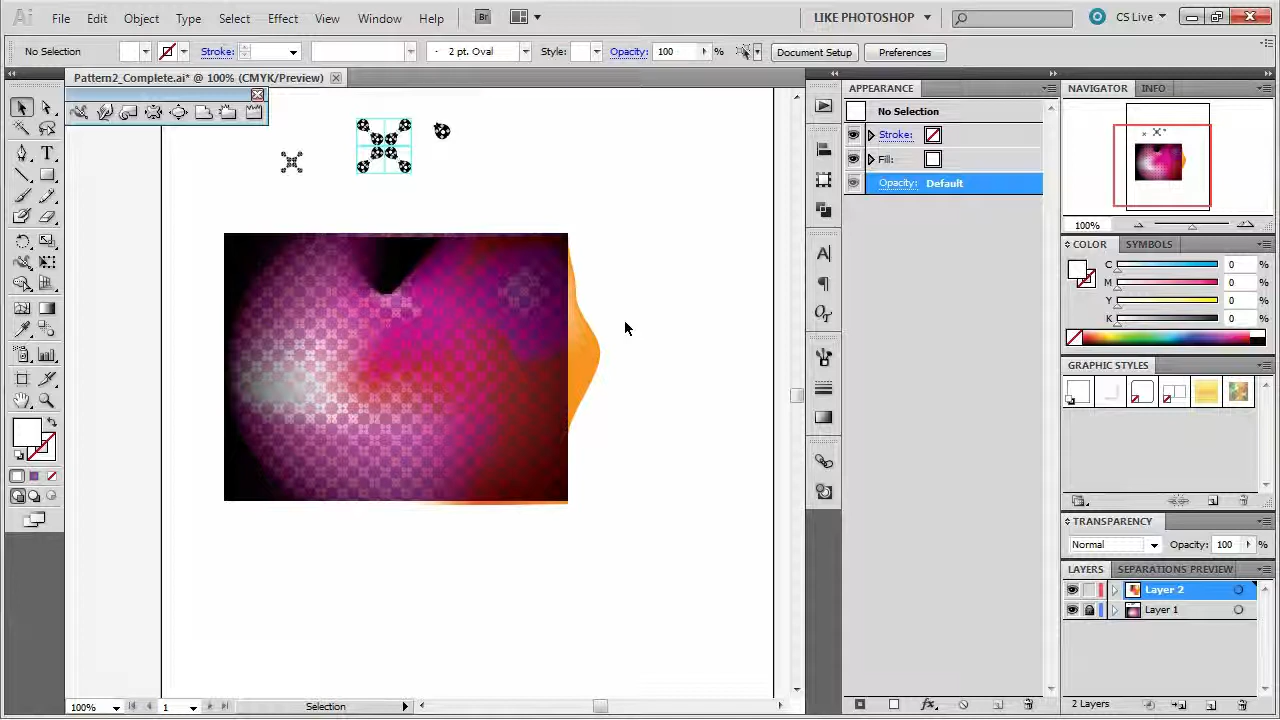 Ai File Edit Object Type Select Effect View Window Help Br LIKE PHOTOSHOP CS Live
No Selection Stroke: 2 pt. Oval Style: Opacity: 100 % Document Setup Preferences
Pattern2_Complete.ai* @ 100% (CMYK/Preview)
APPEARANCE
No Selection
Stroke:
Fill:
Opacity: Default
NAVIGATOR INFO
100%
COLOR SYMBOLS
C 0 %
M 0 %
Y 0 %
K 0 %
GRAPHIC STYLES
TRANSPARENCY
Normal Opacity: 100 %
LAYERS SEPARATIONS PREVIEW
Layer 2
Layer 1
2 Layers
100% 1 Selection